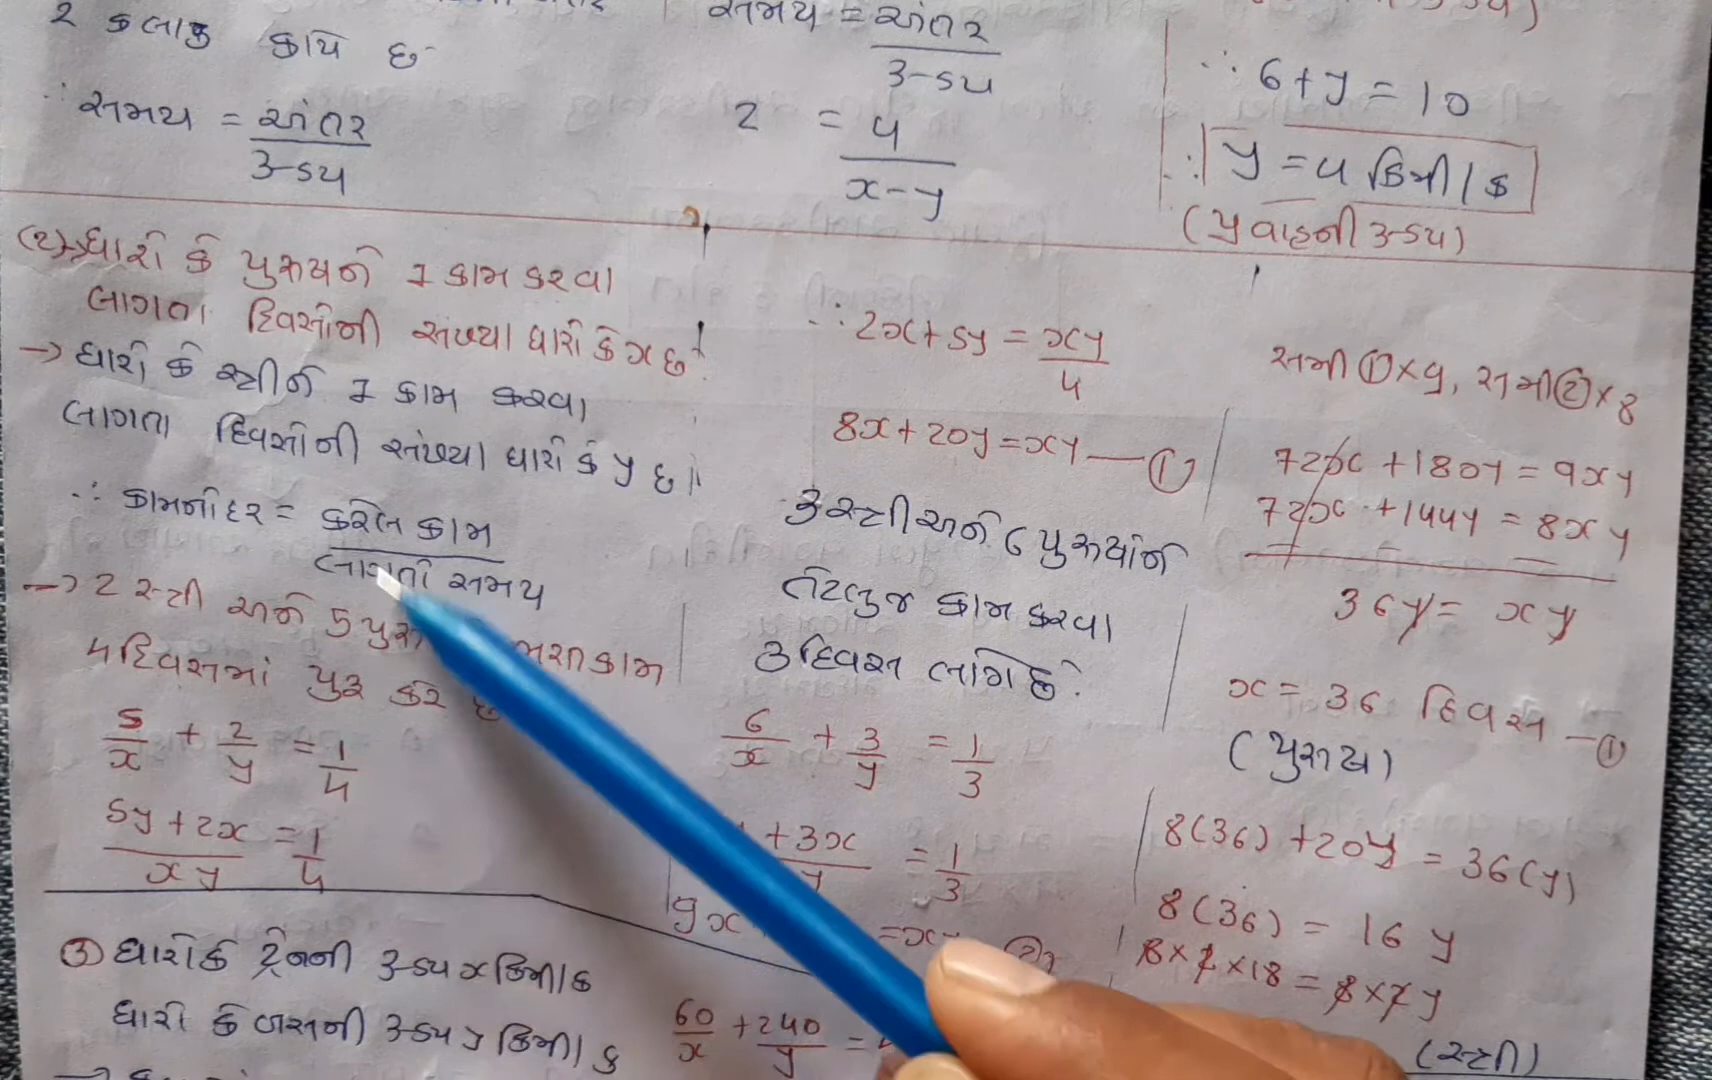 2 કલાક કાય છે
∴ સમય = અંતર / ઝડપ
સમય = અંતર / ઝડપ
2 = 4 / x-y
∴ 6+y = 10
∴ y = 4 કિમી/ક
(પ્રવાહની ઝડપ)
(2)→ ધારો કે પુરુષને 1 કામ કરવા
લાગતા દિવસોની સંખ્યા ધારો કે x છે.
→ ધારો કે સ્ત્રીને 1 કામ કરવા
લાગતા દિવસોની સંખ્યા ધારો કે y છે.
∴ કામનો દર = કરેલ કામ / લાગતો સમય
→ 2 સ્ત્રી અને 5 પુરુ
કામ
4 દિવસમાં પુરૂ કરે છે
5/x + 2/y = 1/4
5y+2x / xy = 1/4
∴ 2x+5y = xy/4
8x+20y = xy — ①
3 સ્ત્રી અને 6 પુરુષોને
તેટલુજ કામ કરવા
3 દિવસ લાગે છે.
6/x + 3/y = 1/3
+3x / y = 1/3
9x = xy ②
સમી ① × 9, સમી ② × 8
72x + 180y = 9xy
72x + 144y = 8xy
36y = xy
x = 36 દિવસ — ①
(પુરુષ)
8(36) + 20y = 36(y)
8(36) = 16y
8×2×18 = 8×2y
(સ્ત્રી)
③ ધારોકે ટ્રેનની ઝડપ x કિમી/ક
ધારો કે બસની ઝડપ y કિમી/ક
60/x + 240/y =